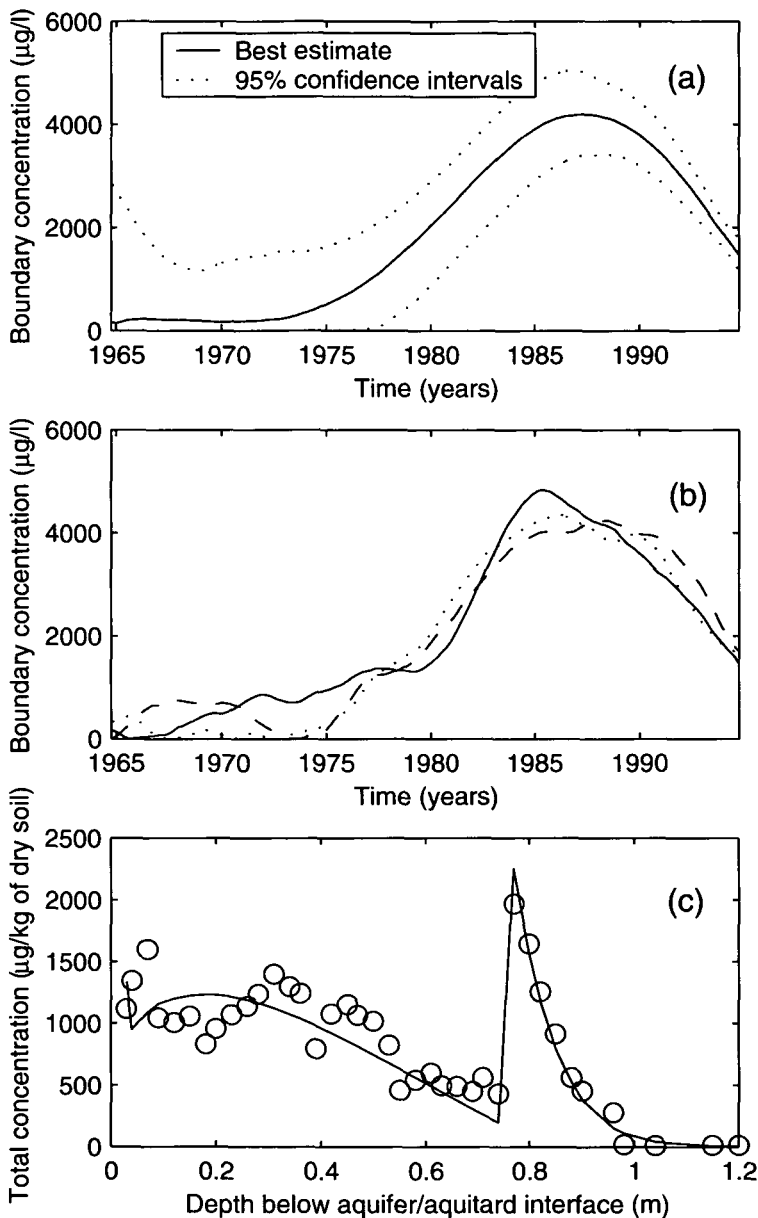 Boundary concentration (μg/l)
6000
4000
2000
0
Best estimate
95% confidence intervals
(a)
1965 1970 1975 1980 1985 1990
Time (years)
Boundary concentration (μg/l)
6000
4000
2000
0
(b)
1965 1970 1975 1980 1985 1990
Time (years)
Total concentration (μg/kg of dry soil)
2500
2000
1500
1000
500
0
(c)
0 0.2 0.4 0.6 0.8 1 1.2
Depth below aquifer/aquitard interface (m)